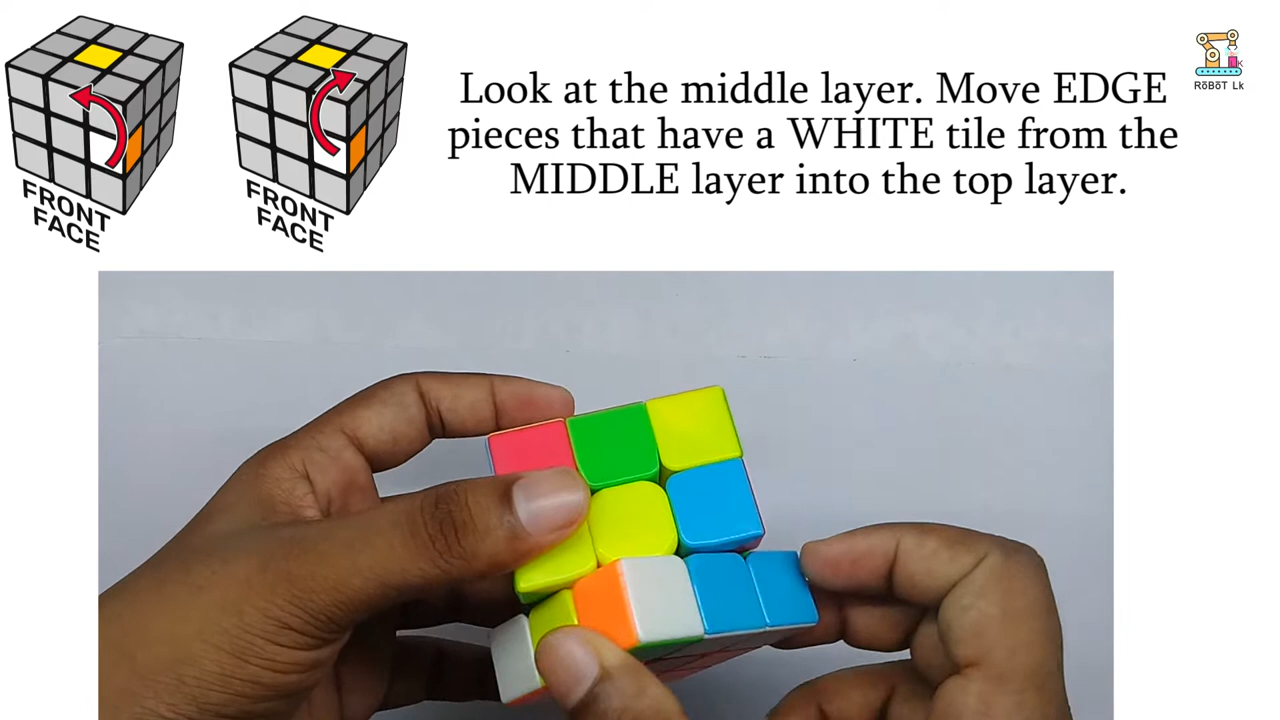 Look at the middle layer. Move EDGE
pieces that have a WHITE tile from the
MIDDLE layer into the top layer.
RōBōT Lk
FRONT
FACE
FRONT
FACE